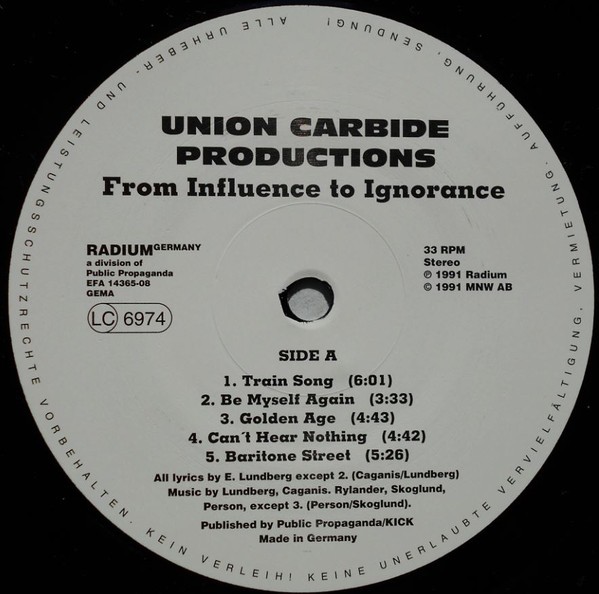 UNION CARBIDE
PRODUCTIONS
From Influence to Ignorance
RADIUM GERMANY
a division of
Public Propaganda
EFA 14365-08
GEMA
LC 6974
33 RPM
Stereo
℗ 1991 Radium
© 1991 MNW AB
SIDE A
1. Train Song (6:01)
2. Be Myself Again (3:33)
3. Golden Age (4:43)
4. Can´t Hear Nothing (4:42)
5. Baritone Street (5:26)
All lyrics by E. Lundberg except 2. (Caganis/Lundberg)
Music by Lundberg, Caganis. Rylander, Skoglund,
Person, except 3. (Person/Skoglund).
Published by Public Propaganda/KICK
Made in Germany
ALLE URHEBER- UND LEISTUNGSSCHUTZRECHTE VORBEHALTEN. KEIN VERLEIH! KEINE UNERLAUBTE VERVIELFÄLTIGUNG, VERMIETUNG, AUFFÜHRUNG, SENDUNG!